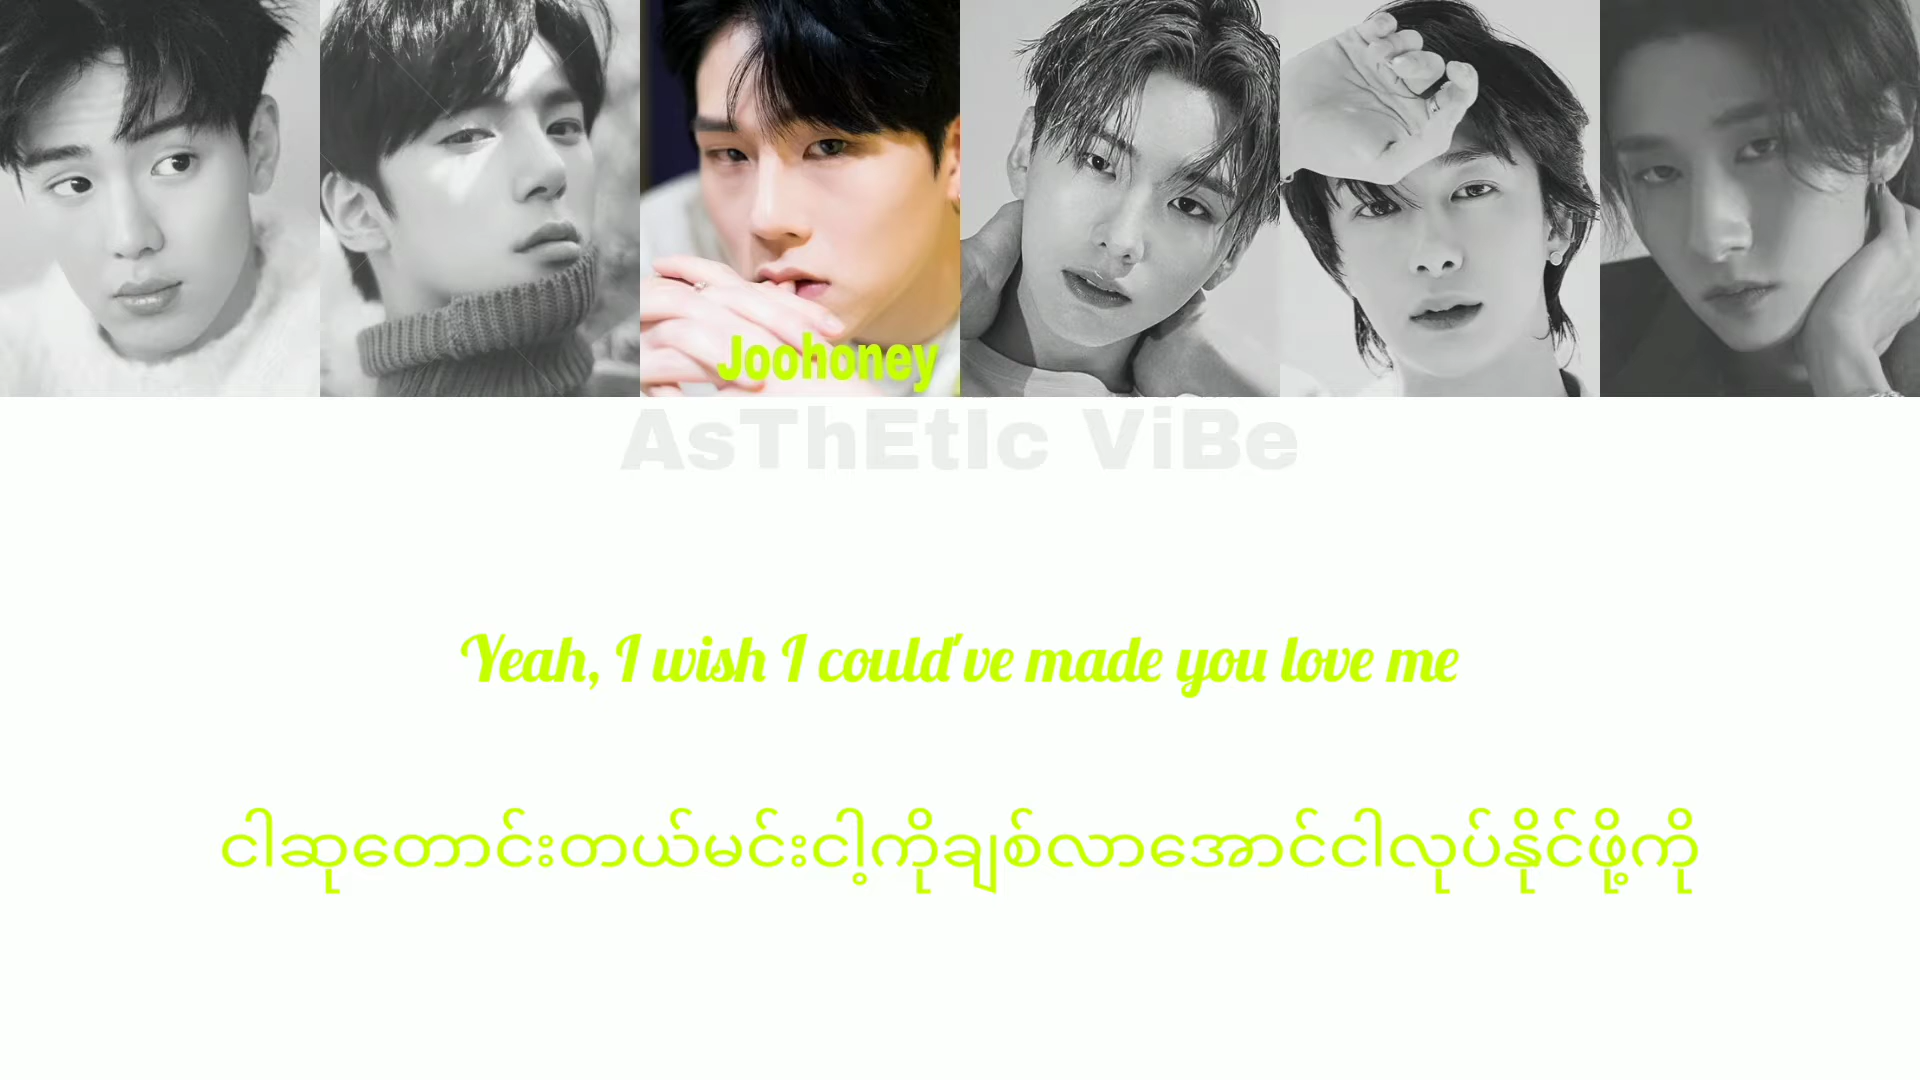 Joohoney
AsThEtIc ViBe
Yeah, I wish I could've made you love me
ငါဆုတောင်းတယ်မင်းငါ့ကိုချစ်လာအောင်ငါလုပ်နိုင်ဖို့ကို